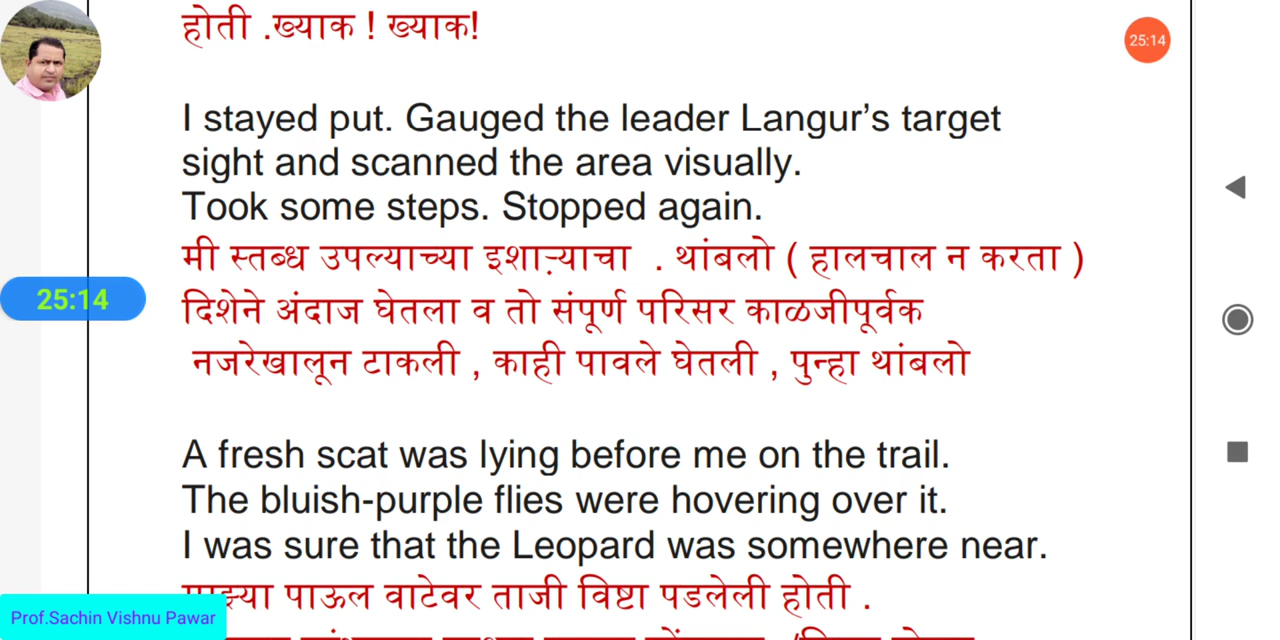 होती .ख्याक ! ख्याक!
25:14
I stayed put. Gauged the leader Langur’s target
sight and scanned the area visually.
Took some steps. Stopped again.
मी स्तब्ध उपल्याच्या इशाऱ्याचा . थांबलो ( हालचाल न करता )
25:14
दिशेने अंदाज घेतला व तो संपूर्ण परिसर काळजीपूर्वक
नजरेखालून टाकली , काही पावले घेतली , पुन्हा थांबलो
A fresh scat was lying before me on the trail.
The bluish-purple flies were hovering over it.
I was sure that the Leopard was somewhere near.
पाऊल वाटेवर ताजी विष्टा पडलेली होती .
Prof.Sachin Vishnu Pawar